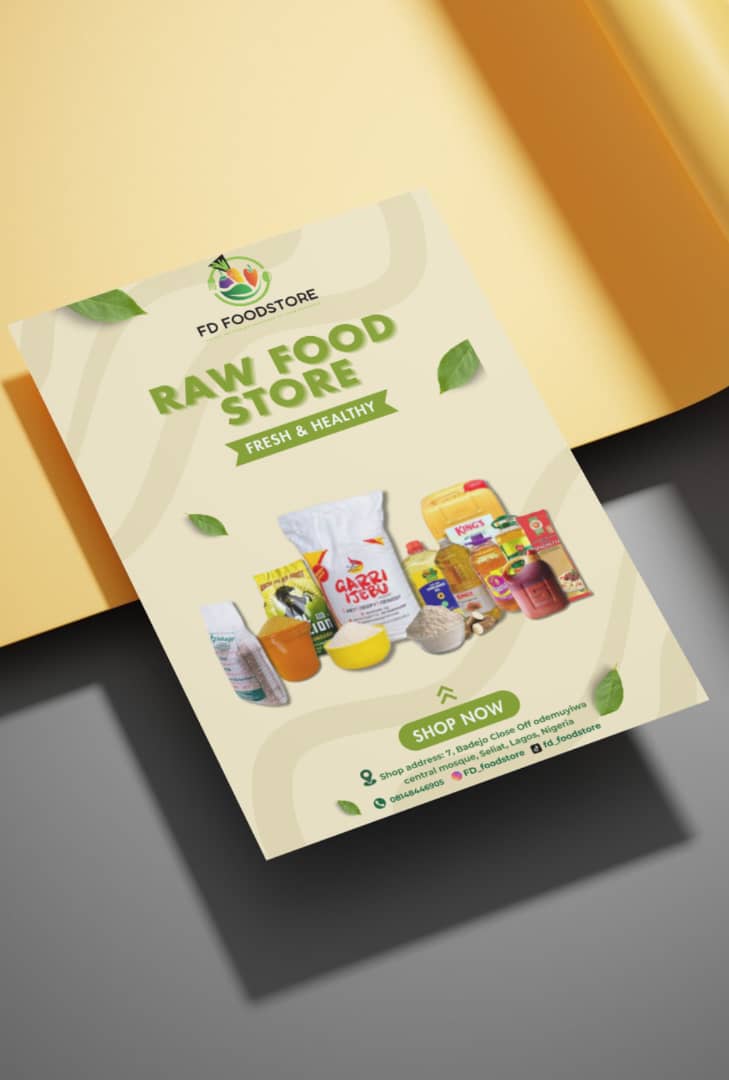 FD FOODSTORE
RAW FOOD
STORE
FRESH & HEALTHY
GARRI
IJEBU
KING'S
SHOP NOW
Shop address: 7, Badejo Close Off odemuyiwa
central mosque, Seliat, Lagos, Nigeria
08148446905 FD_foodstore fd_foodstore